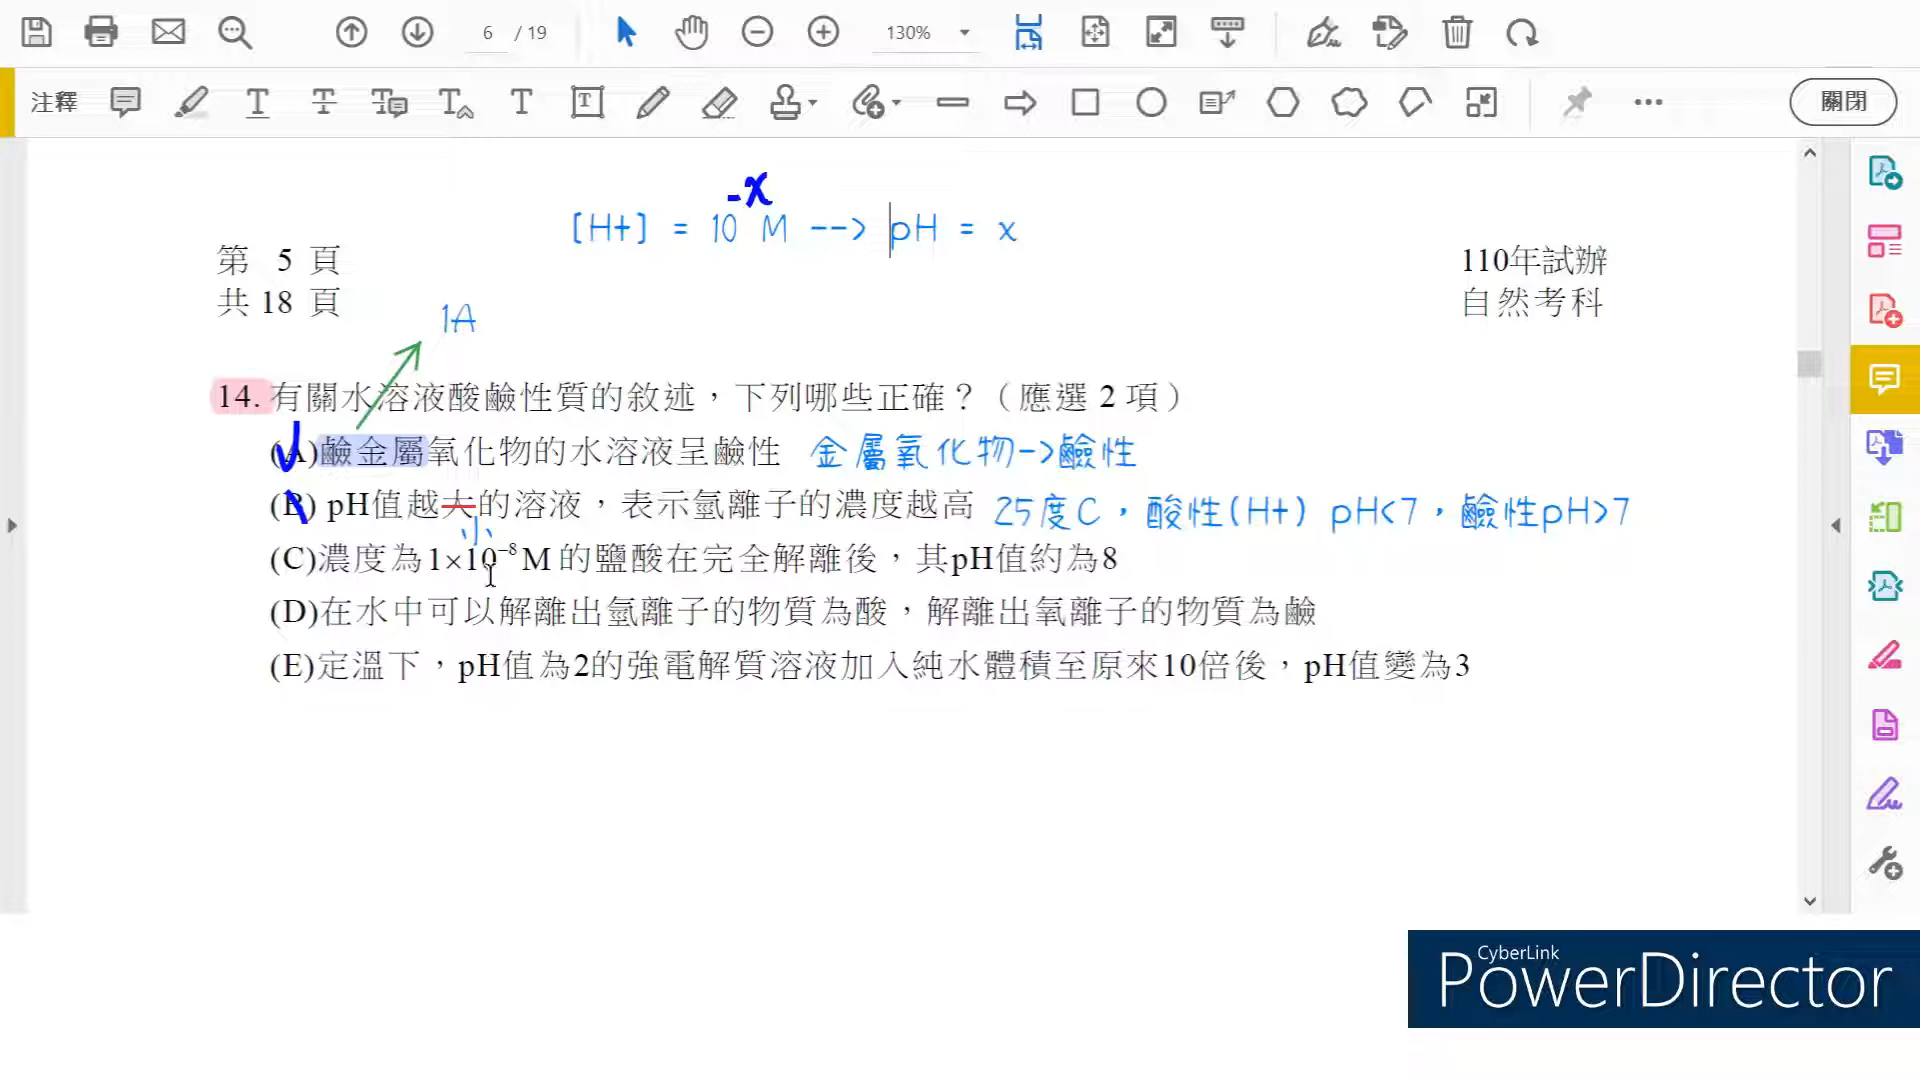 6 / 19
130%
注釋
關閉
-x
[H+] = 10 M --> pH = x
第 5 頁
110年試辦
共 18 頁
自然考科
1A
14. 有關水溶液酸鹼性質的敘述，下列哪些正確？（應選 2 項）
(A)鹼金屬氧化物的水溶液呈鹼性 金屬氧化物->鹼性
(B) pH值越大的溶液，表示氫離子的濃度越高 25度C，酸性(H+) pH<7，鹼性pH>7
小
(C)濃度為1×10⁻⁸M的鹽酸在完全解離後，其pH值約為8
(D)在水中可以解離出氫離子的物質為酸，解離出氧離子的物質為鹼
(E)定溫下，pH值為2的強電解質溶液加入純水體積至原來10倍後，pH值變為3
CyberLink
PowerDirector